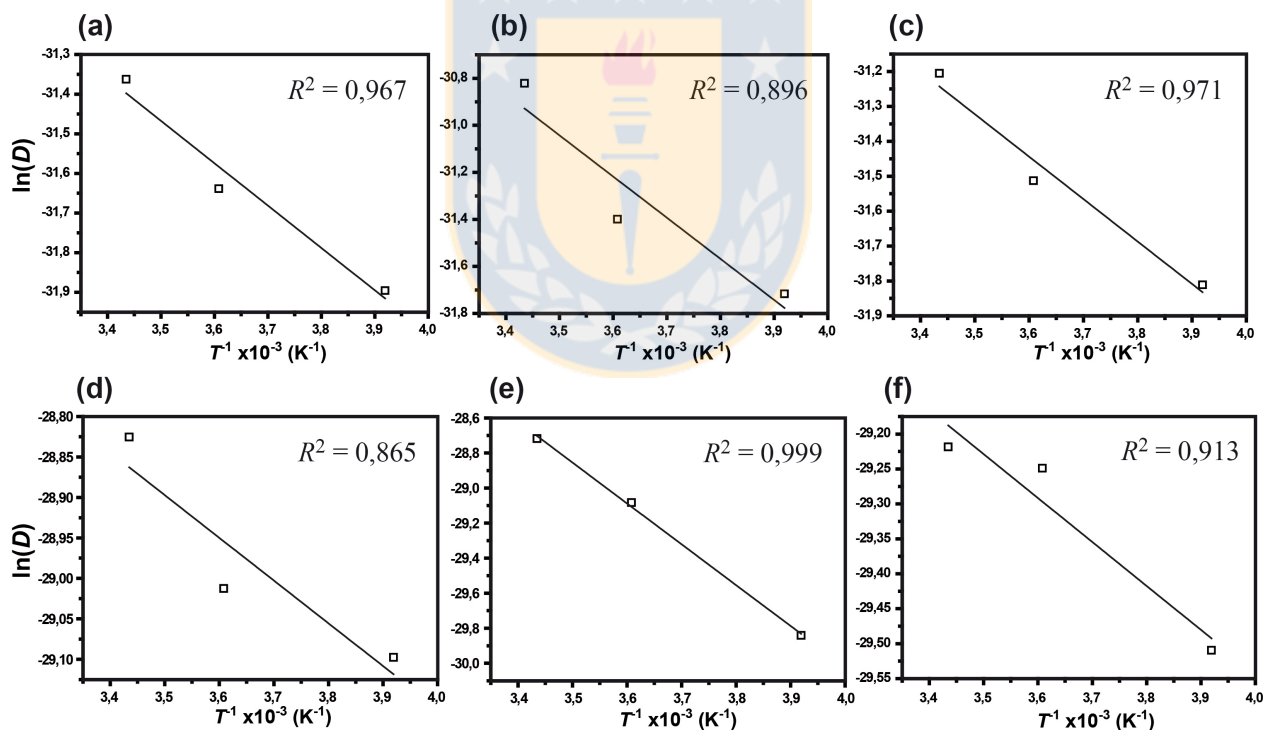 (a)
(b)
(c)
R² = 0,967
R² = 0,896
R² = 0,971
ln(D)
-31,3
-31,4
-31,5
-31,6
-31,7
-31,8
-31,9
3,4 3,5 3,6 3,7 3,8 3,9 4,0
T⁻¹ x10⁻³ (K⁻¹)
-30,8
-31,0
-31,2
-31,4
-31,6
-31,8
3,4 3,5 3,6 3,7 3,8 3,9 4,0
T⁻¹ x10⁻³ (K⁻¹)
-31,2
-31,3
-31,4
-31,5
-31,6
-31,7
-31,8
-31,9
3,4 3,5 3,6 3,7 3,8 3,9 4,0
T⁻¹ x10⁻³ (K⁻¹)
(d)
(e)
(f)
R² = 0,865
R² = 0,999
R² = 0,913
ln(D)
-28,80
-28,85
-28,90
-28,95
-29,00
-29,05
-29,10
3,4 3,5 3,6 3,7 3,8 3,9 4,0
T⁻¹ x10⁻³ (K⁻¹)
-28,6
-28,8
-29,0
-29,2
-29,4
-29,6
-29,8
-30,0
3,4 3,5 3,6 3,7 3,8 3,9 4,0
T⁻¹ x10⁻³ (K⁻¹)
-29,20
-29,25
-29,30
-29,35
-29,40
-29,45
-29,50
-29,55
3,4 3,5 3,6 3,7 3,8 3,9 4,0
T⁻¹ x10⁻³ (K⁻¹)